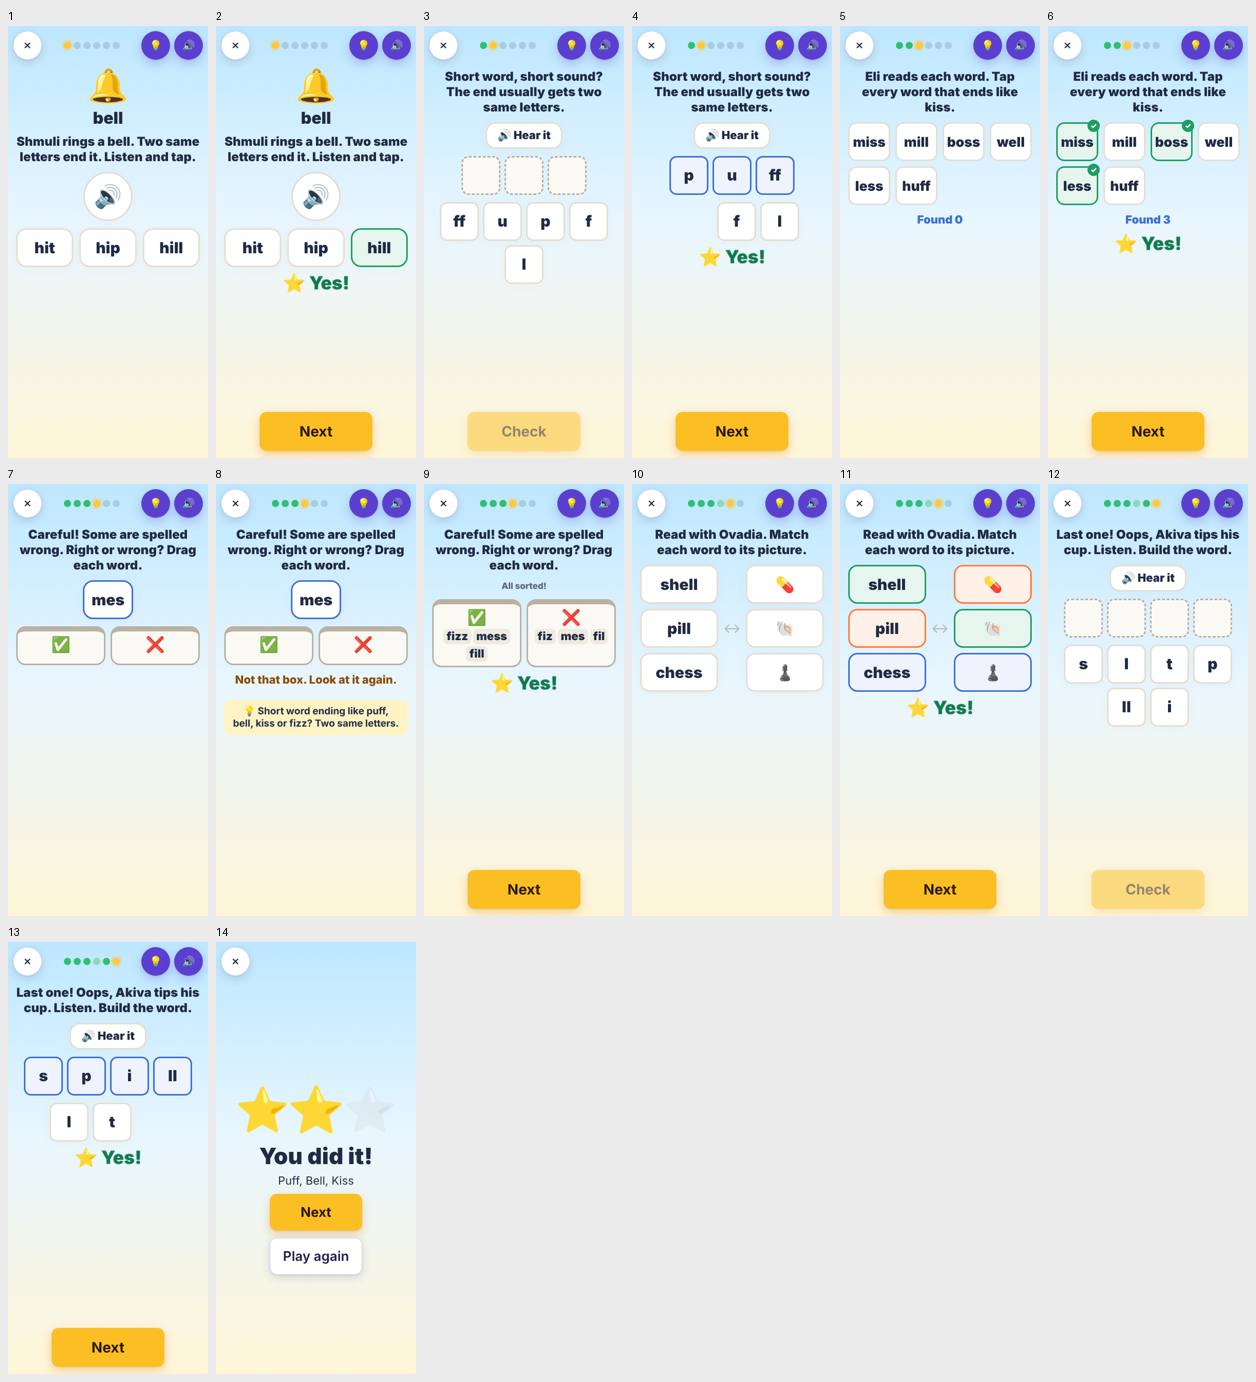 1
bell
Shmuli rings a bell. Two same
letters end it. Listen and tap.
hit
hip
hill
2
bell
Shmuli rings a bell. Two same
letters end it. Listen and tap.
hit
hip
hill
Yes!
Next
3
Short word, short sound?
The end usually gets two
same letters.
Hear it
ff
u
p
f
l
Check
4
Short word, short sound?
The end usually gets two
same letters.
Hear it
p
u
ff
f
l
Yes!
Next
5
Eli reads each word. Tap
every word that ends like
kiss.
miss
mill
boss
well
less
huff
Found 0
6
Eli reads each word. Tap
every word that ends like
kiss.
miss
mill
boss
well
less
huff
Found 3
Yes!
Next
7
Careful! Some are spelled
wrong. Right or wrong? Drag
each word.
mes
8
Careful! Some are spelled
wrong. Right or wrong? Drag
each word.
mes
Not that box. Look at it again.
Short word ending like puff,
bell, kiss or fizz? Two same letters.
9
Careful! Some are spelled
wrong. Right or wrong? Drag
each word.
All sorted!
fizz mess
fill
fiz mes fil
Yes!
Next
10
Read with Ovadia. Match
each word to its picture.
shell
pill
chess
11
Read with Ovadia. Match
each word to its picture.
shell
pill
chess
Yes!
Next
12
Last one! Oops, Akiva tips his
cup. Listen. Build the word.
Hear it
s
l
t
p
ll
i
Check
13
Last one! Oops, Akiva tips his
cup. Listen. Build the word.
Hear it
s
p
i
ll
l
t
Yes!
Next
14
You did it!
Puff, Bell, Kiss
Next
Play again